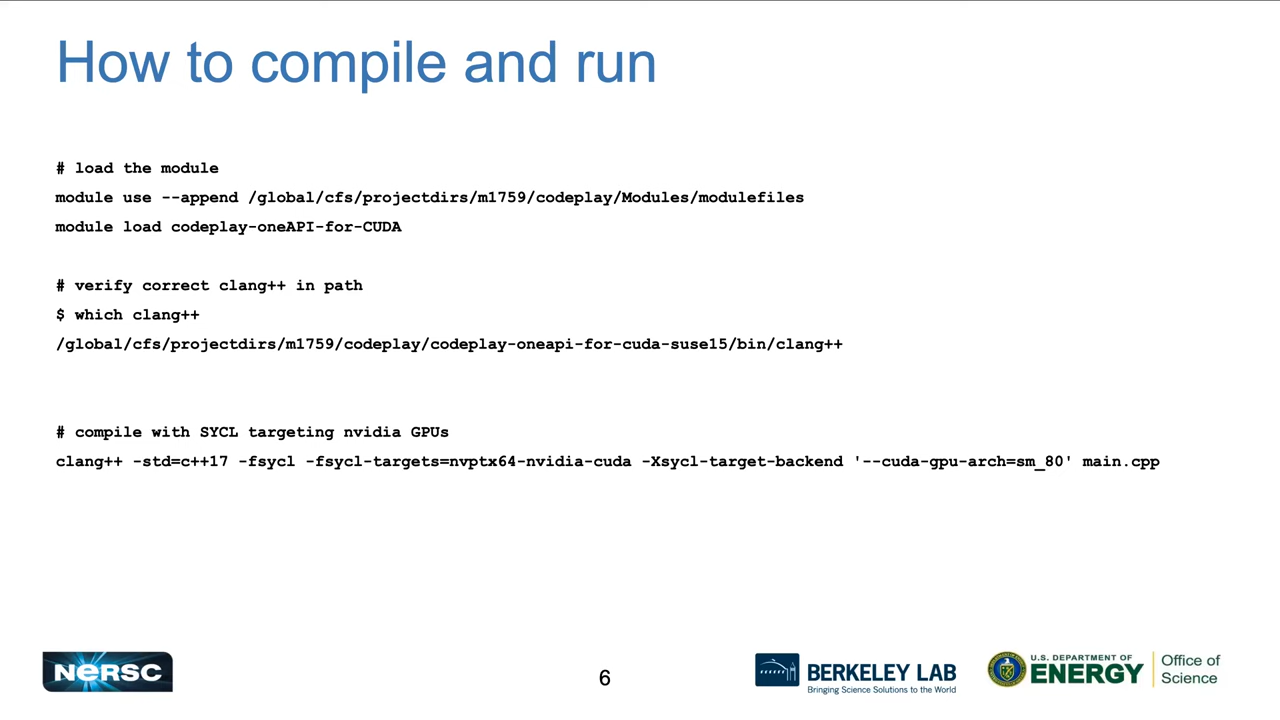 How to compile and run
# load the module
module use --append /global/cfs/projectdirs/m1759/codeplay/Modules/modulefiles
module load codeplay-oneAPI-for-CUDA
# verify correct clang++ in path
$ which clang++
/global/cfs/projectdirs/m1759/codeplay/codeplay-oneapi-for-cuda-suse15/bin/clang++
# compile with SYCL targeting nvidia GPUs
clang++ -std=c++17 -fsycl -fsycl-targets=nvptx64-nvidia-cuda -Xsycl-target-backend '--cuda-gpu-arch=sm_80' main.cpp
NERSC
6
BERKELEY LAB
Bringing Science Solutions to the World
U.S. DEPARTMENT OF
ENERGY
Office of
Science